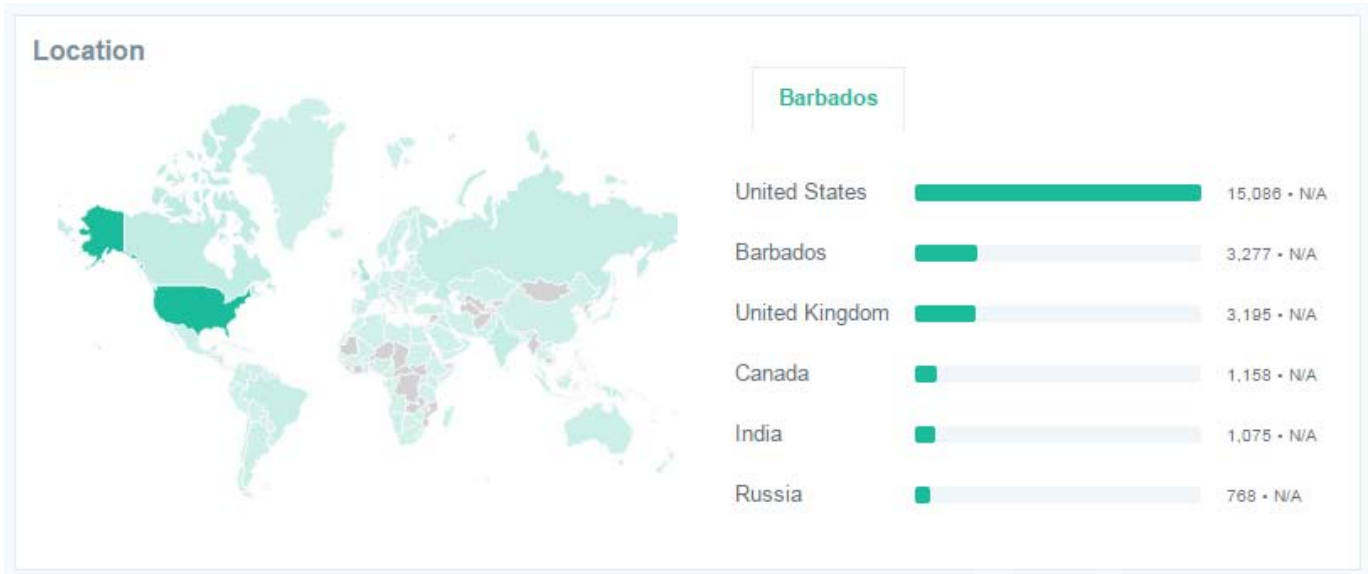 Location
Barbados
United States 15,086 • N/A
Barbados 3,277 • N/A
United Kingdom 3,195 • N/A
Canada 1,158 • N/A
India 1,075 • N/A
Russia 768 • N/A